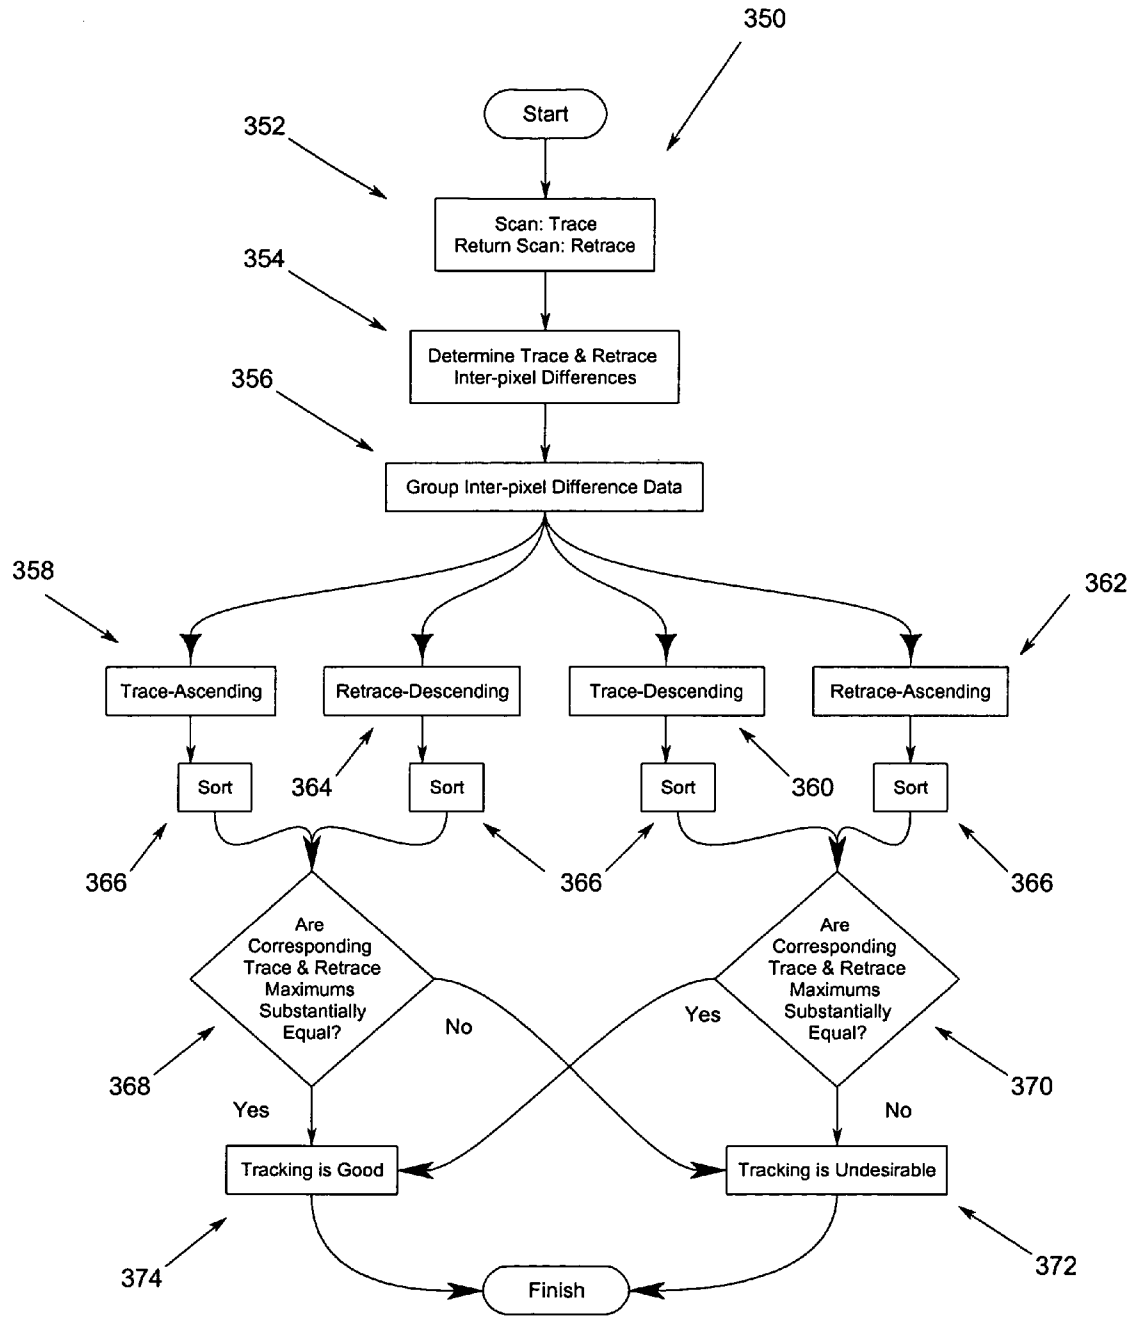 350
Start
352
Scan: Trace
Return Scan: Retrace
354
Determine Trace & Retrace
Inter-pixel Differences
356
Group Inter-pixel Difference Data
358
362
Trace-Ascending
Retrace-Descending
Trace-Descending
Retrace-Ascending
Sort
364
Sort
Sort
360
Sort
366
366
366
Are
Corresponding
Trace & Retrace
Maximums
Substantially
Equal?
Are
Corresponding
Trace & Retrace
Maximums
Substantially
Equal?
No
Yes
368
370
Yes
No
Tracking is Good
Tracking is Undesirable
374
372
Finish